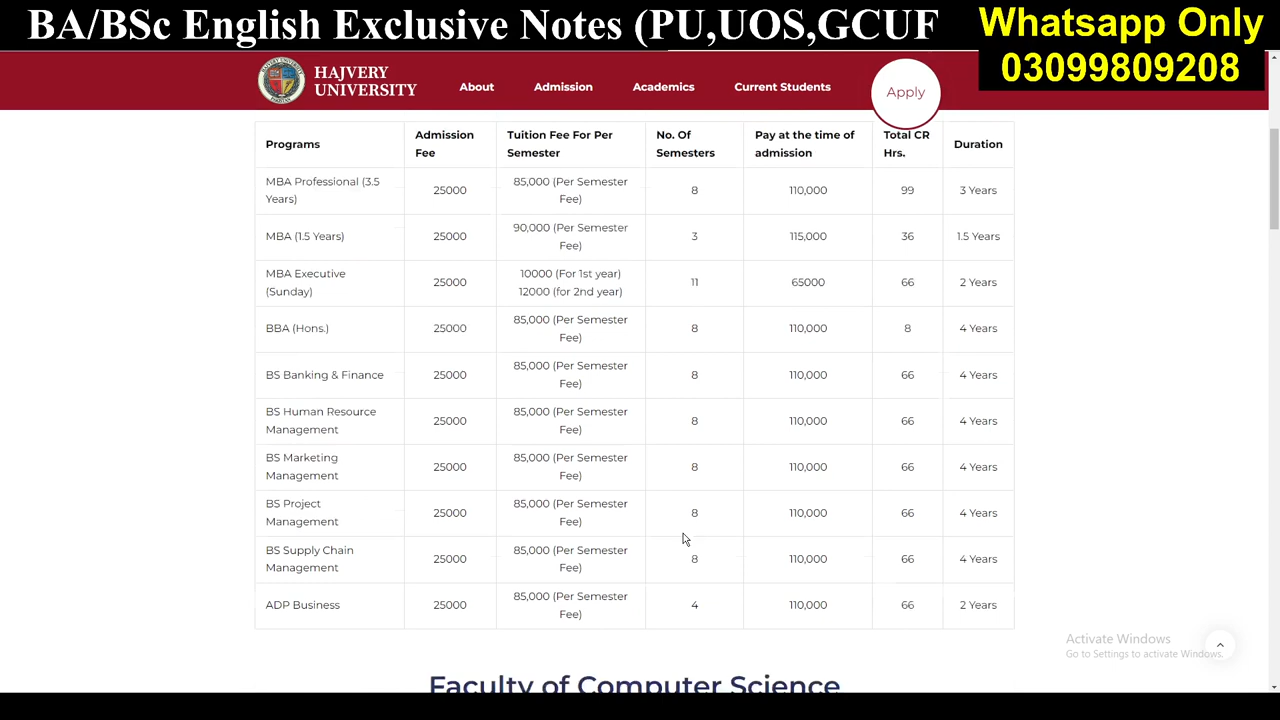 BA/BSc English Exclusive Notes (PU,UOS,GCUF
Whatsapp Only
03099809208
HAJVERY
UNIVERSITY
About
Admission
Academics
Current Students
Apply
Programs
Admission
Fee
Tuition Fee For Per
Semester
No. Of
Semesters
Pay at the time of
admission
Total CR
Hrs.
Duration
MBA Professional (3.5
Years)
25000
85,000 (Per Semester
Fee)
8
110,000
99
3 Years
MBA (1.5 Years)
25000
90,000 (Per Semester
Fee)
3
115,000
36
1.5 Years
MBA Executive
(Sunday)
25000
10000 (For 1st year)
12000 (for 2nd year)
11
65000
66
2 Years
BBA (Hons.)
25000
85,000 (Per Semester
Fee)
8
110,000
8
4 Years
BS Banking & Finance
25000
85,000 (Per Semester
Fee)
8
110,000
66
4 Years
BS Human Resource
Management
25000
85,000 (Per Semester
Fee)
8
110,000
66
4 Years
BS Marketing
Management
25000
85,000 (Per Semester
Fee)
8
110,000
66
4 Years
BS Project
Management
25000
85,000 (Per Semester
Fee)
8
110,000
66
4 Years
BS Supply Chain
Management
25000
85,000 (Per Semester
Fee)
8
110,000
66
4 Years
ADP Business
25000
85,000 (Per Semester
Fee)
4
110,000
66
2 Years
Activate Windows
Go to Settings to activate Windows.
Faculty of Computer Science